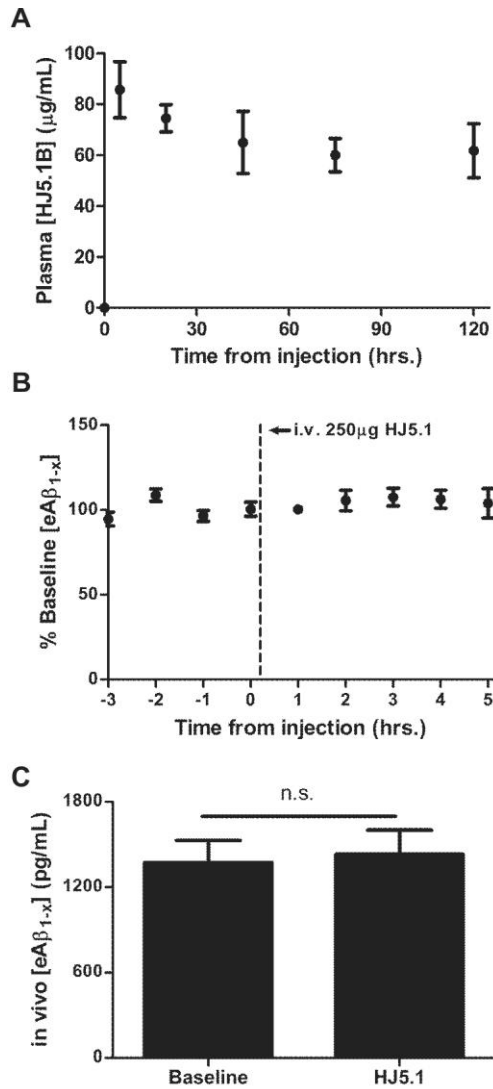 A
Plasma [HJ5.1B] (μg/mL)
100
80
60
40
20
0
0 30 60 90 120
Time from injection (hrs.)
B
% Baseline [eAβ1-x]
150
100
50
0
i.v. 250μg HJ5.1
-3 -2 -1 0 1 2 3 4 5
Time from injection (hrs.)
C
in vivo [eAβ1-x] (pg/mL)
1800
1200
600
0
n.s.
Baseline HJ5.1